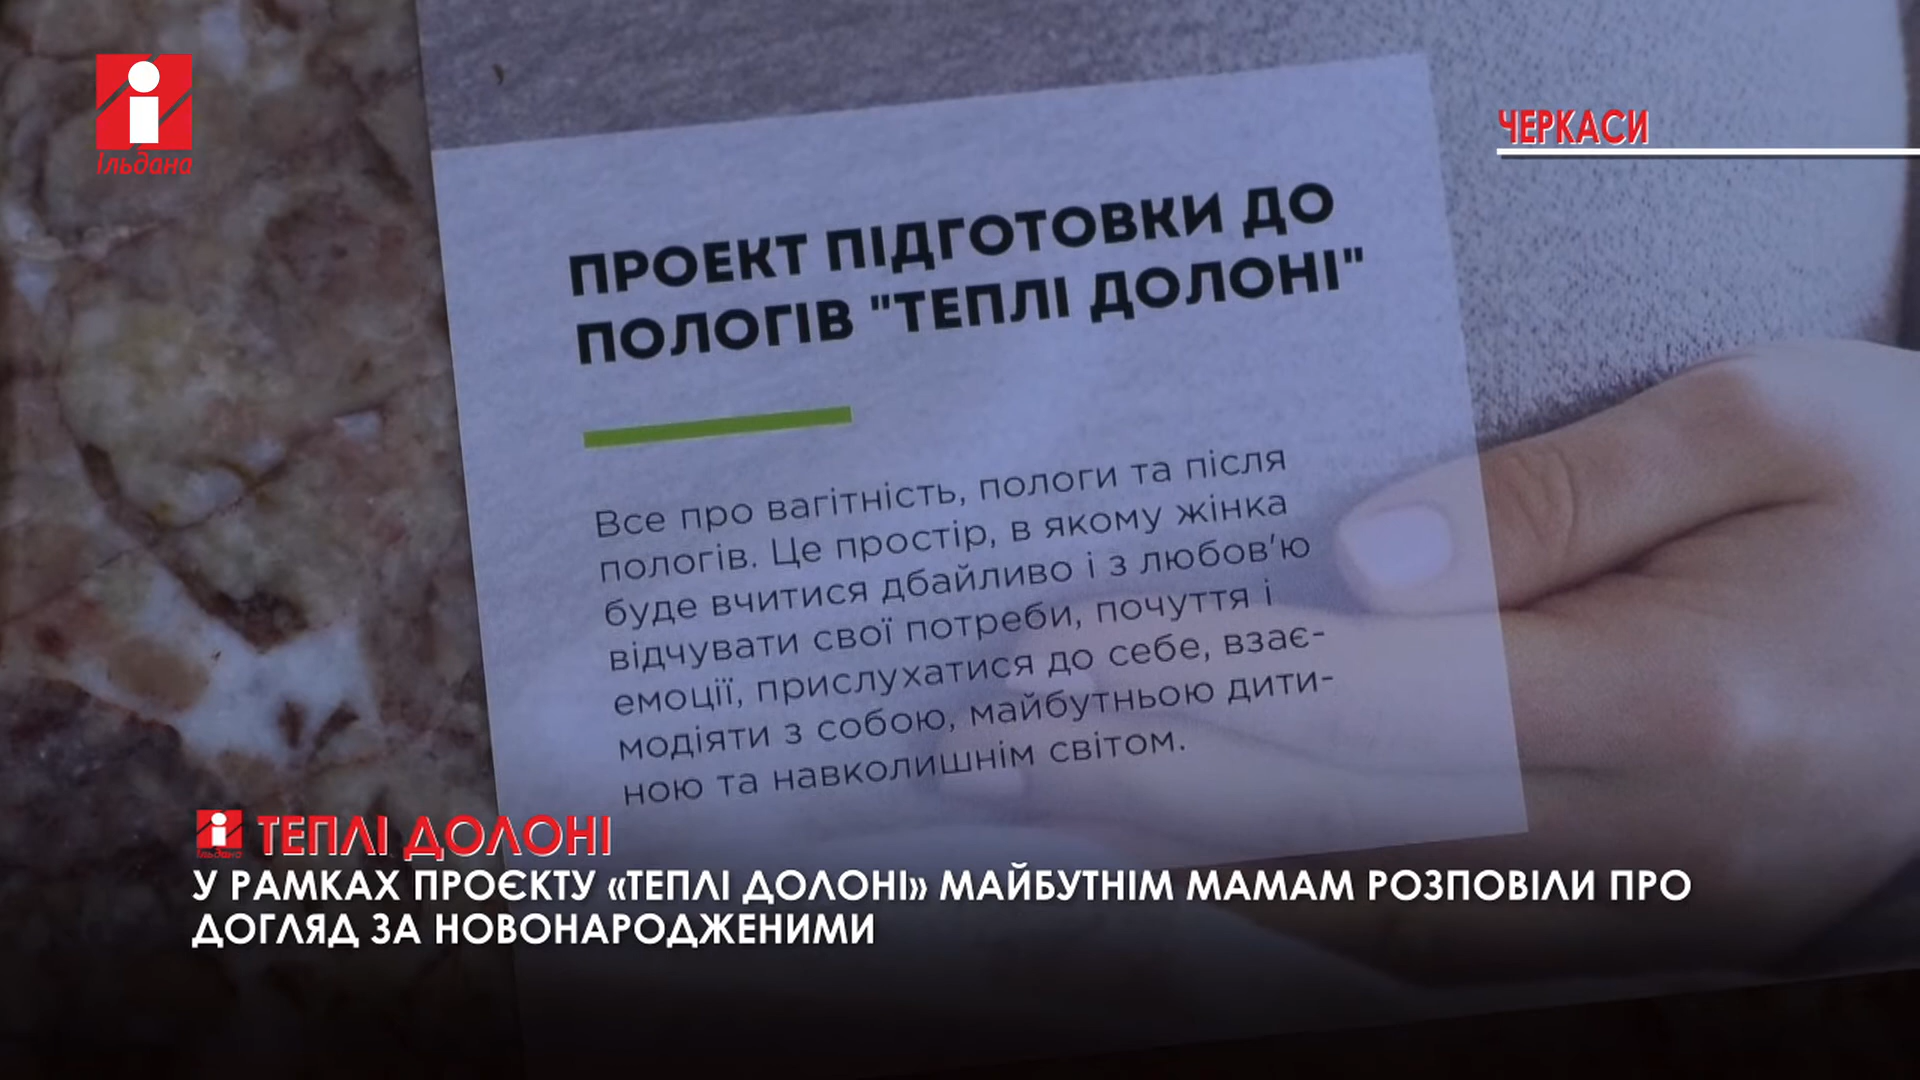 Ільдана
ЧЕРКАСИ
ПРОЕКТ ПІДГОТОВКИ ДО
ПОЛОГІВ "ТЕПЛІ ДОЛОНІ"
Все про вагітність, пологи та після
пологів. Це простір, в якому жінка
буде вчитися дбайливо і з любов'ю
відчувати свої потреби, почуття і
емоції, прислухатися до себе, взає-
модіяти з собою, майбутньою дити-
ною та навколишнім світом.
Ільдана
ТЕПЛІ ДОЛОНІ
У РАМКАХ ПРОЄКТУ «ТЕПЛІ ДОЛОНІ» МАЙБУТНІМ МАМАМ РОЗПОВІЛИ ПРО
ДОГЛЯД ЗА НОВОНАРОДЖЕНИМИ